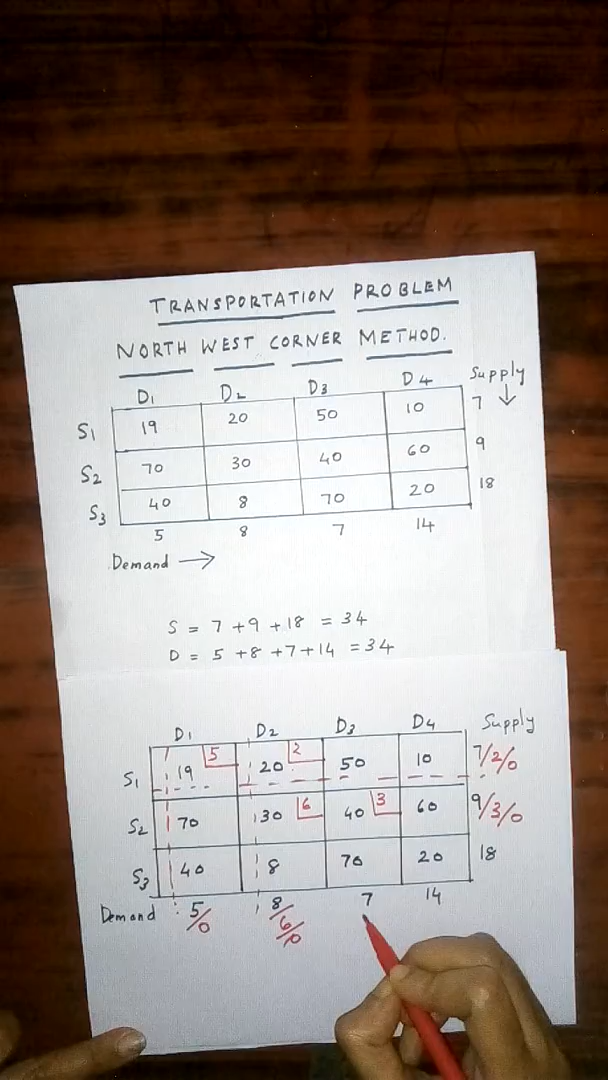 TRANSPORTATION PROBLEM
NORTH WEST CORNER METHOD.
D1 D2 D3 D4 Supply
S1 19 20 50 10 7 ↓
S2 70 30 40 60 9
S3 40 8 70 20 18
5 8 7 14
Demand →
S = 7 + 9 + 18 = 34
D = 5 + 8 + 7 + 14 = 34
D1 D2 D3 D4 Supply
S1 19 5 20 2 50 10 7/2/0
S2 70 30 6 40 3 60 9/3/0
S3 40 8 70 20 18
Demand 5/0 8/6/0 7 14